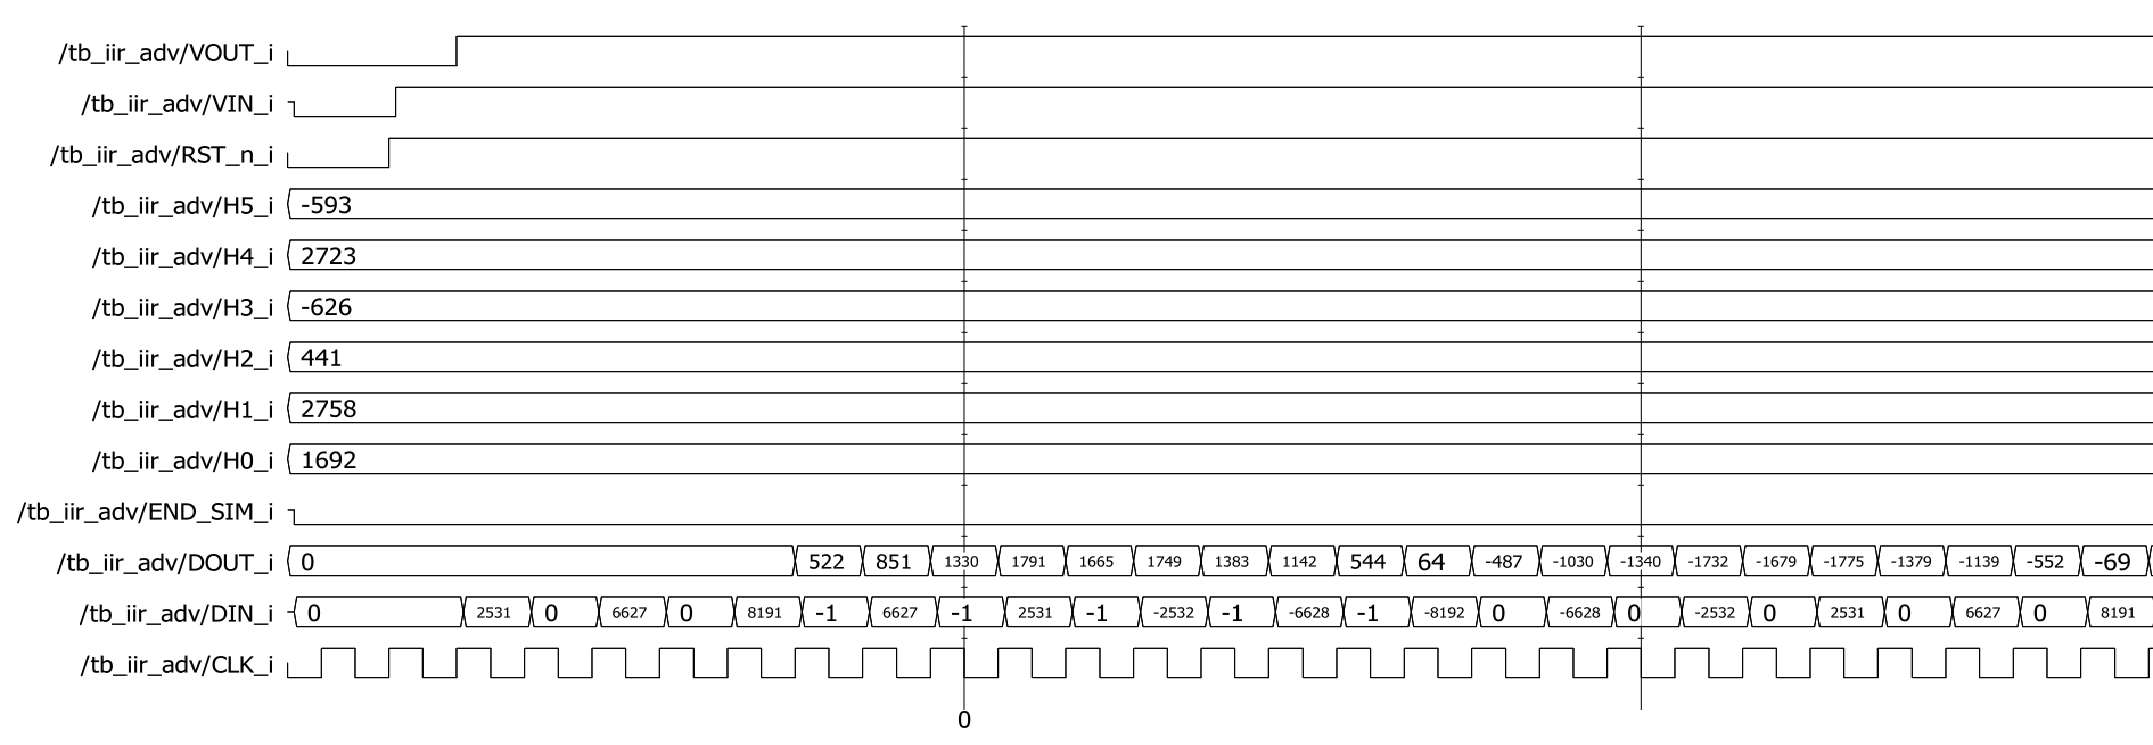 /tb_iir_adv/VOUT_i
/tb_iir_adv/VIN_i
/tb_iir_adv/RST_n_i
/tb_iir_adv/H5_i -593
/tb_iir_adv/H4_i 2723
/tb_iir_adv/H3_i -626
/tb_iir_adv/H2_i 441
/tb_iir_adv/H1_i 2758
/tb_iir_adv/H0_i 1692
/tb_iir_adv/END_SIM_i
/tb_iir_adv/DOUT_i 0 522 851 1330 1791 1665 1749 1383 1142 544 64 -487 -1030 -1340 -1732 -1679 -1775 -1379 -1139 -552 -69
/tb_iir_adv/DIN_i 0 2531 0 6627 0 8191 -1 6627 -1 2531 -1 -2532 -1 -6628 -1 -8192 0 -6628 0 -2532 0 2531 0 6627 0 8191
/tb_iir_adv/CLK_i
0